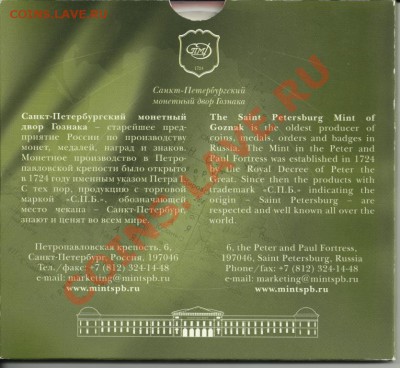 COINS.LAVE.RU
1724
Санкт-Петербургский
монетный двор Гознака
Санкт-Петербургский монетный
двор Гознака – старейшее пред-
приятие России по производству
монет, медалей, наград и знаков.
Монетное производство в Петро-
павловской крепости было открыто
в 1724 году именным указом Петра I.
С тех пор, продукцию с торговой
маркой «С.П.Б.», обозначающей
место чекана – Санкт-Петербург,
знают и ценят во всем мире.
Петропавловская крепость, 6,
Санкт-Петербург, Россия, 197046
Тел./факс: +7 (812) 324-14-48
e-mail: marketing@mintspb.ru
www.mintspb.ru
The Saint Petersburg Mint of
Goznak is the oldest producer of
coins, medals, orders and badges in
Russia. The Mint in the Peter and
Paul Fortress was established in 1724
by the Royal Decree of Peter the
Great. Since then the products with
trademark «С.П.Б.» indicating the
origin – Saint Petersburg – are
respected and well known all over the
world.
6, the Peter and Paul Fortress,
197046, Saint Petersburg, Russia
Phone/fax: +7 (812) 324-14-48
e-mail: marketing@mintspb.ru
www.mintspb.ru
COINS.LAVE.RU